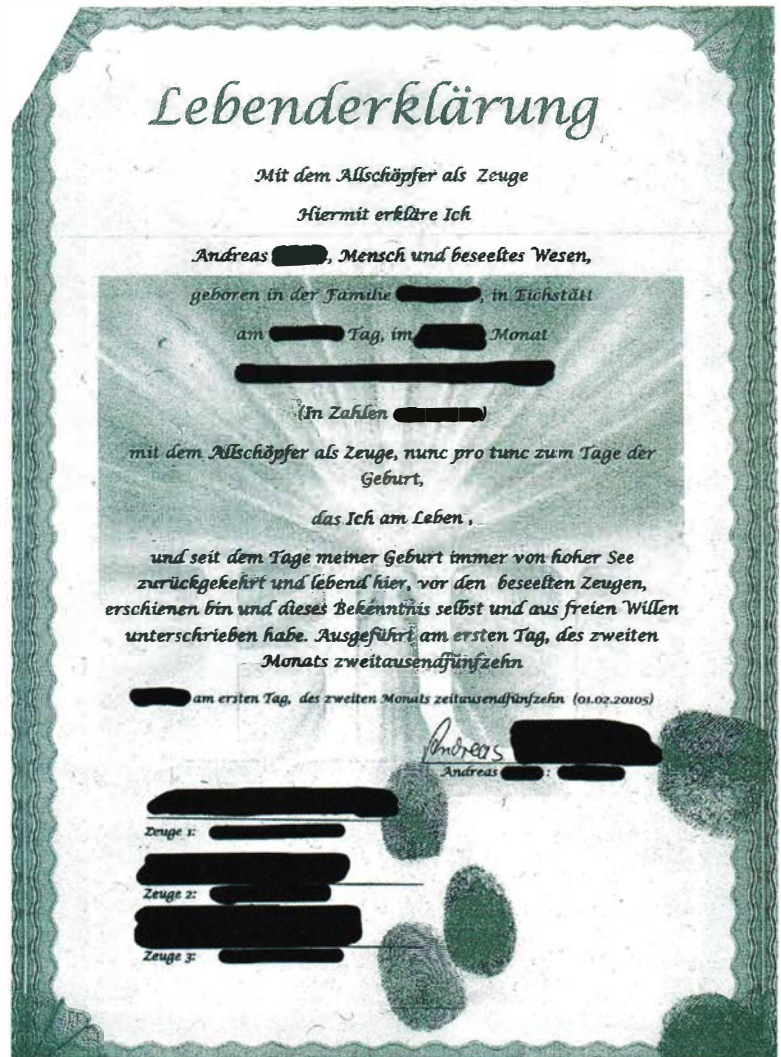 Lebenderklärung
Mit dem Allschöpfer als Zeuge
Hiermit erkläre Ich
Andreas , Mensch und beseeltes Wesen,
geboren in der Familie , in Eichstätt
am Tag, im Monat
(In Zahlen )
mit dem Allschöpfer als Zeuge, nunc pro tunc zum Tage der
Geburt,
das Ich am Leben ,
und seit dem Tage meiner Geburt immer von hoher See
zurückgekehrt und lebend hier, vor den beseelten Zeugen,
erschienen bin und dieses Bekenntnis selbst und aus freien Willen
unterschrieben habe. Ausgeführt am ersten Tag, des zweiten
Monats zweitausendfünfzehn
am ersten Tag, des zweiten Monats zeitausendfünfzehn (01.02.20105)
Andreas
Andreas :
Zeuge 1:
Zeuge 2:
Zeuge 3: